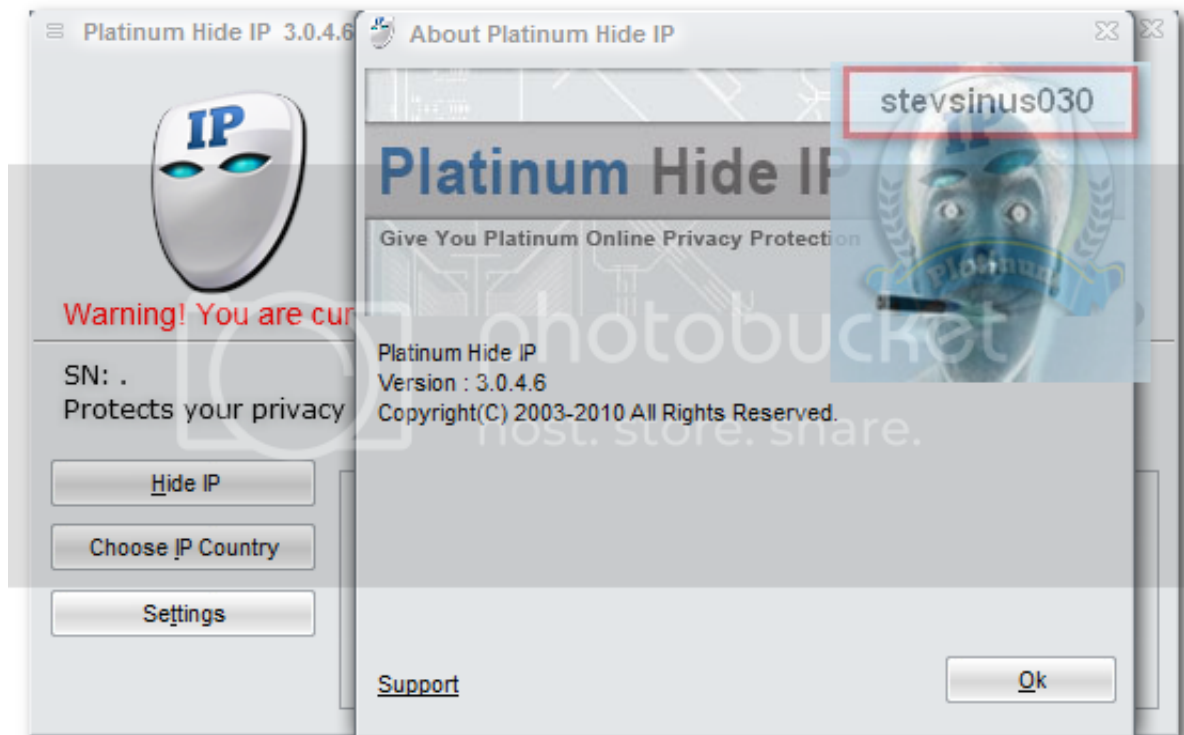 Platinum Hide IP 3.0.4.6
About Platinum Hide IP
stevsinus030
IP
Platinum Hide IP
Give You Platinum Online Privacy Protection
Platinum
Warning! You are cur
photobucket
host. store. share.
Platinum Hide IP
Version : 3.0.4.6
Copyright(C) 2003-2010 All Rights Reserved.
SN: .
Protects your privacy
Hide IP
Choose IP Country
Settings
Support
Ok